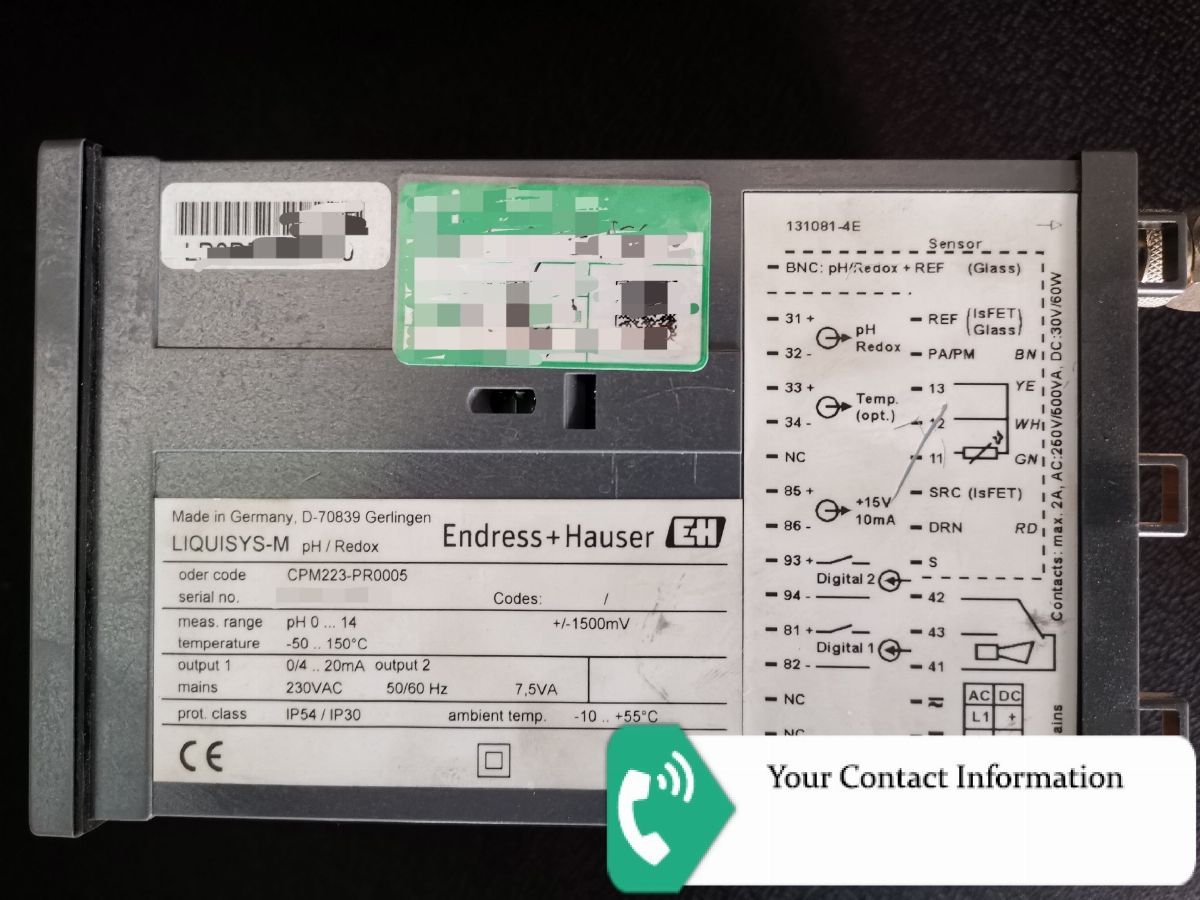 131081-4E
Sensor
BNC: pH/Redox + REF (Glass)
31 +
32 -
pH
Redox
REF (IsFET
Glass)
PA/PM BN
33 +
34 -
Temp.
(opt.)
13 YE
12 WH
NC
11 GN
85 +
86 -
+15V
10mA
SRC (IsFET)
DRN RD
93 +
S
Digital 2
94 -
42
81 +
43
Digital 1
82 -
41
NC
AC DC
L1 +
NC
Contacts: max. 2A, AC:250V/600VA, DC:30V/60W
Made in Germany, D-70839 Gerlingen
LIQUISYS-M pH / Redox
Endress+Hauser EH
oder code CPM223-PR0005
serial no. Codes: /
meas. range pH 0 ... 14 +/-1500mV
temperature -50 .. 150°C
output 1 0/4 .. 20mA output 2
mains 230VAC 50/60 Hz 7,5VA
prot. class IP54 / IP30 ambient temp. -10 .. +55°C
CE
Your Contact Information